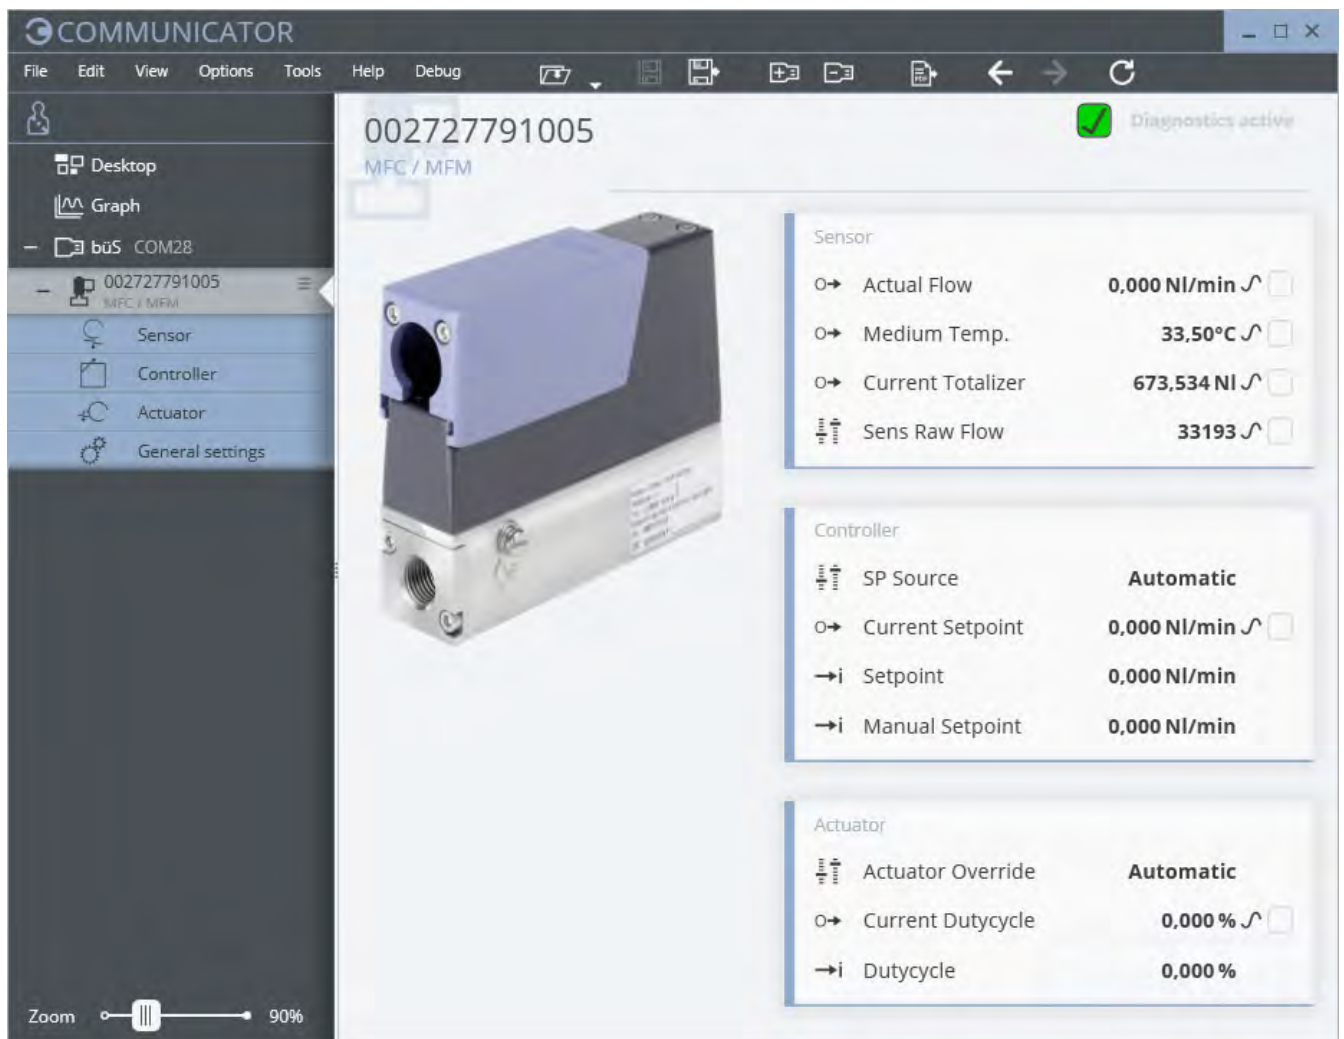 COMMUNICATOR
File Edit View Options Tools Help Debug
Desktop
Graph
büS COM28
002727791005
MFC / MFM
Sensor
Controller
Actuator
General settings
Zoom 90%
002727791005
MFC / MFM
Diagnostics active
Sensor
Actual Flow 0,000 Nl/min
Medium Temp. 33,50°C
Current Totalizer 673,534 Nl
Sens Raw Flow 33193
Controller
SP Source Automatic
Current Setpoint 0,000 Nl/min
Setpoint 0,000 Nl/min
Manual Setpoint 0,000 Nl/min
Actuator
Actuator Override Automatic
Current Dutycycle 0,000 %
Dutycycle 0,000 %